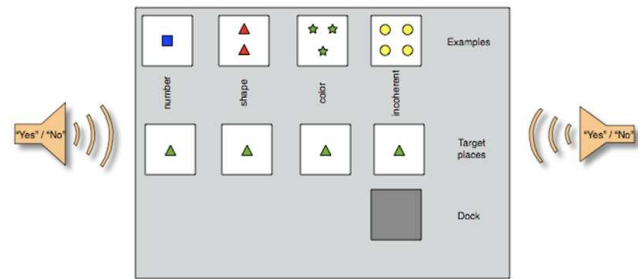 Examples
number
shape
color
incoherent
"Yes" / "No"
"Yes" / "No"
Target
places
Dock